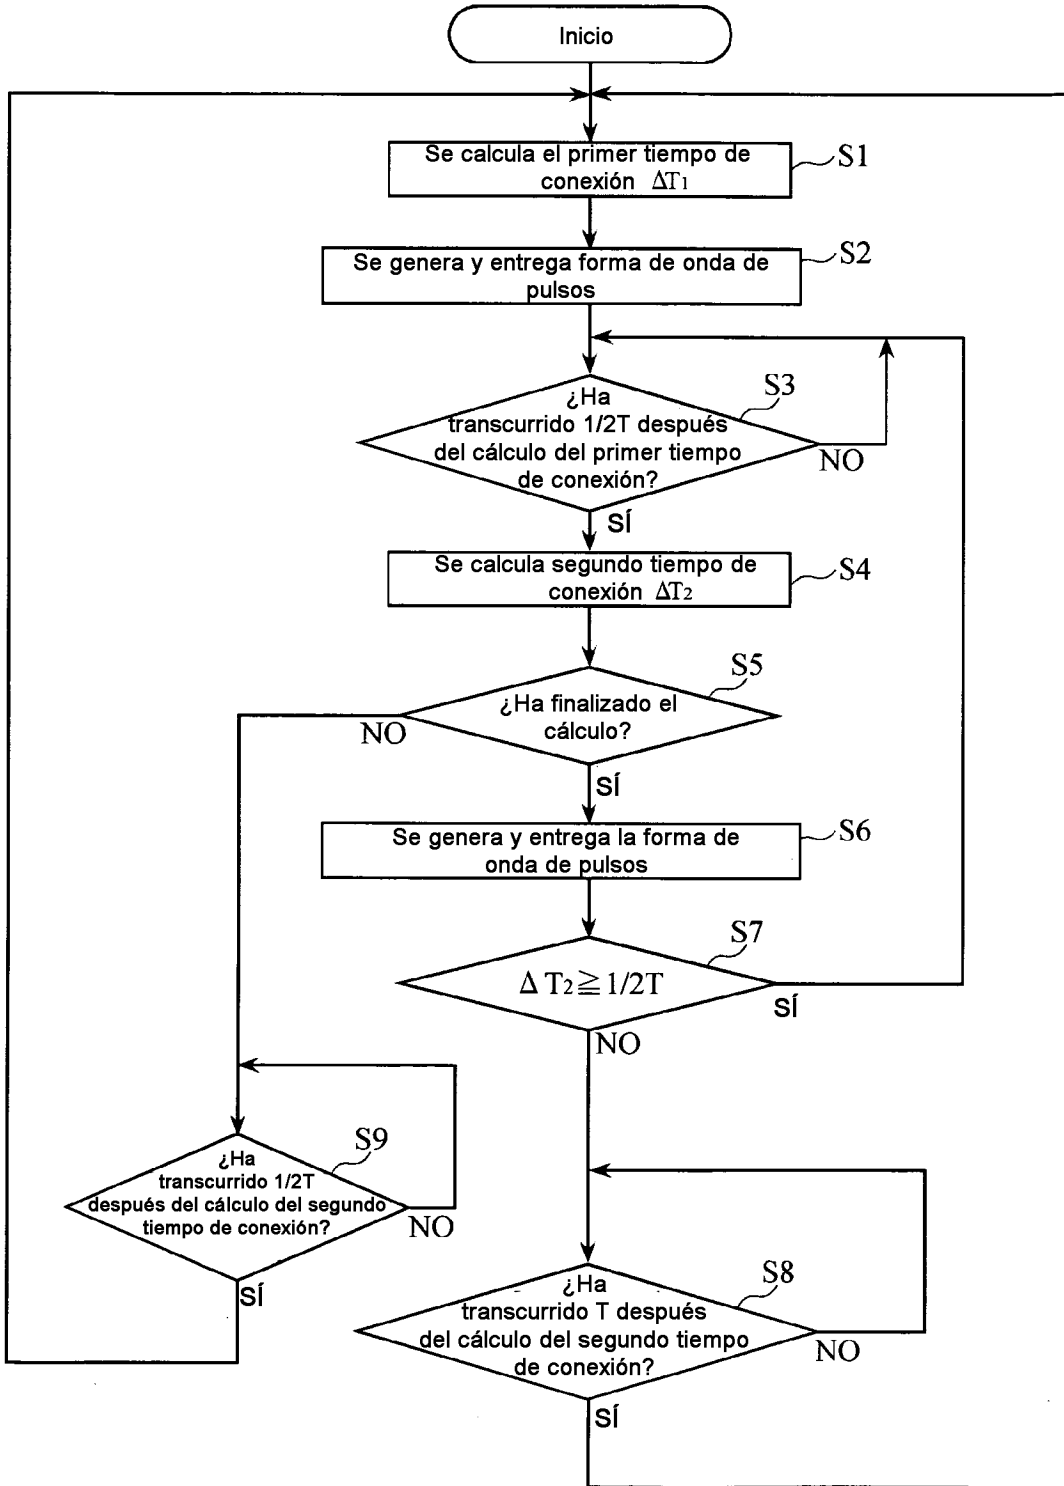 Inicio
Se calcula el primer tiempo de
conexión ΔT1
S1
Se genera y entrega forma de onda de
pulsos
S2
¿Ha
transcurrido 1/2T después
del cálculo del primer tiempo
de conexión?
S3
NO
SÍ
Se calcula segundo tiempo de
conexión ΔT2
S4
¿Ha finalizado el
cálculo?
S5
NO
SÍ
Se genera y entrega la forma de
onda de pulsos
S6
Δ T2≧1/2T
S7
SÍ
NO
¿Ha
transcurrido 1/2T
después del cálculo del segundo
tiempo de conexión?
S9
NO
SÍ
¿Ha
transcurrido T después
del cálculo del segundo tiempo
de conexión?
S8
NO
SÍ